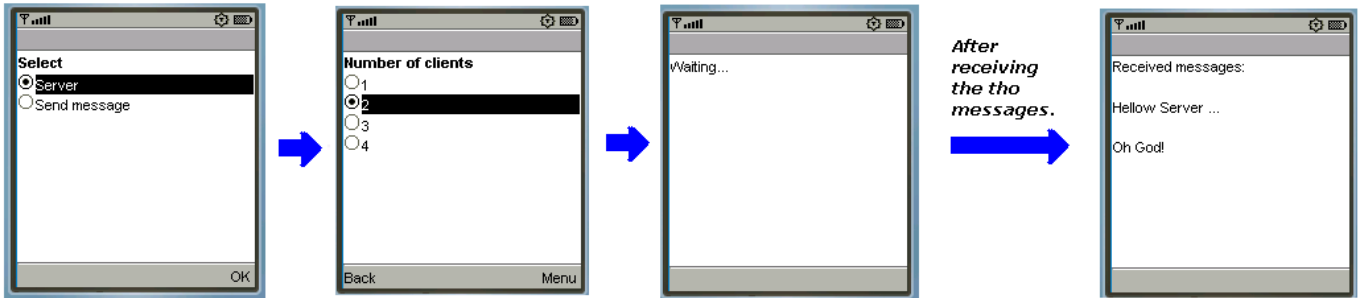 Select
Server
Send message
OK
Number of clients
1
2
3
4
Back Menu
Waiting...
After
receiving
the tho
messages.
Received messages:
Hellow Server ...
Oh God!